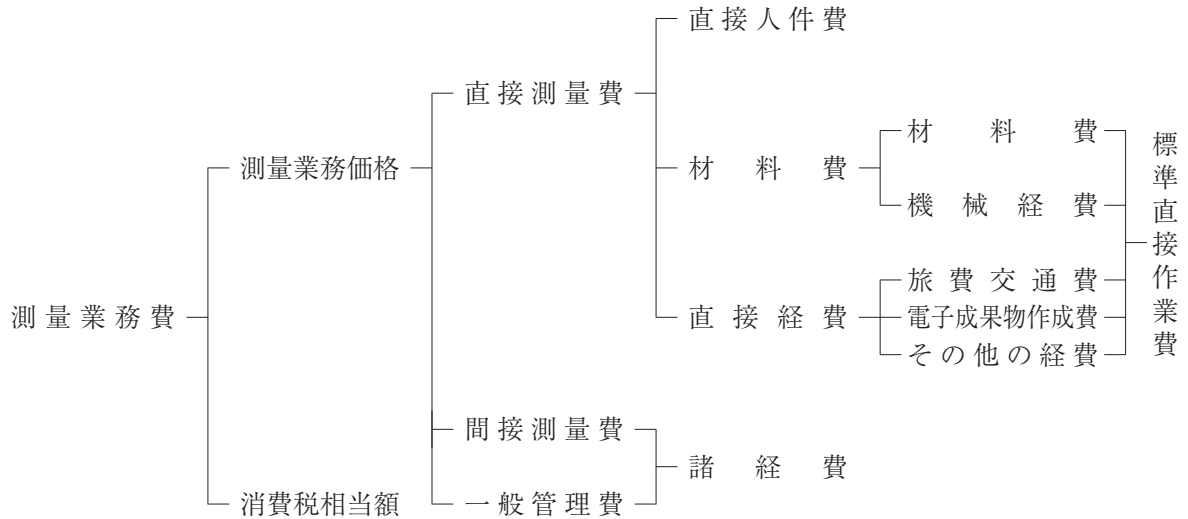 直接人件費
直接測量費
材料費
測量業務価格
材料費
機械経費
標準直接作業費
旅費交通費
測量業務費
直接経費
電子成果物作成費
その他の経費
間接測量費
諸経費
消費税相当額
一般管理費